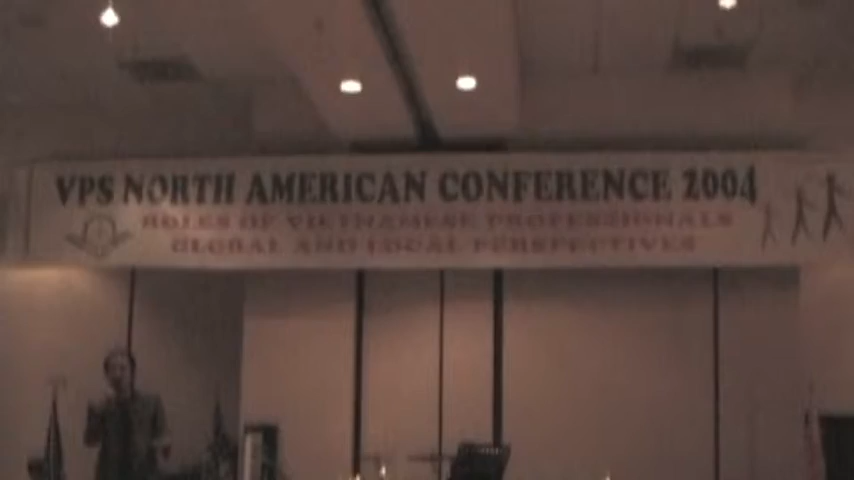 VPS NORTH AMERICAN CONFERENCE 2004
ROLES OF VIETNAMESE PROFESSIONALS
GLOBAL AND LOCAL PERSPECTIVES